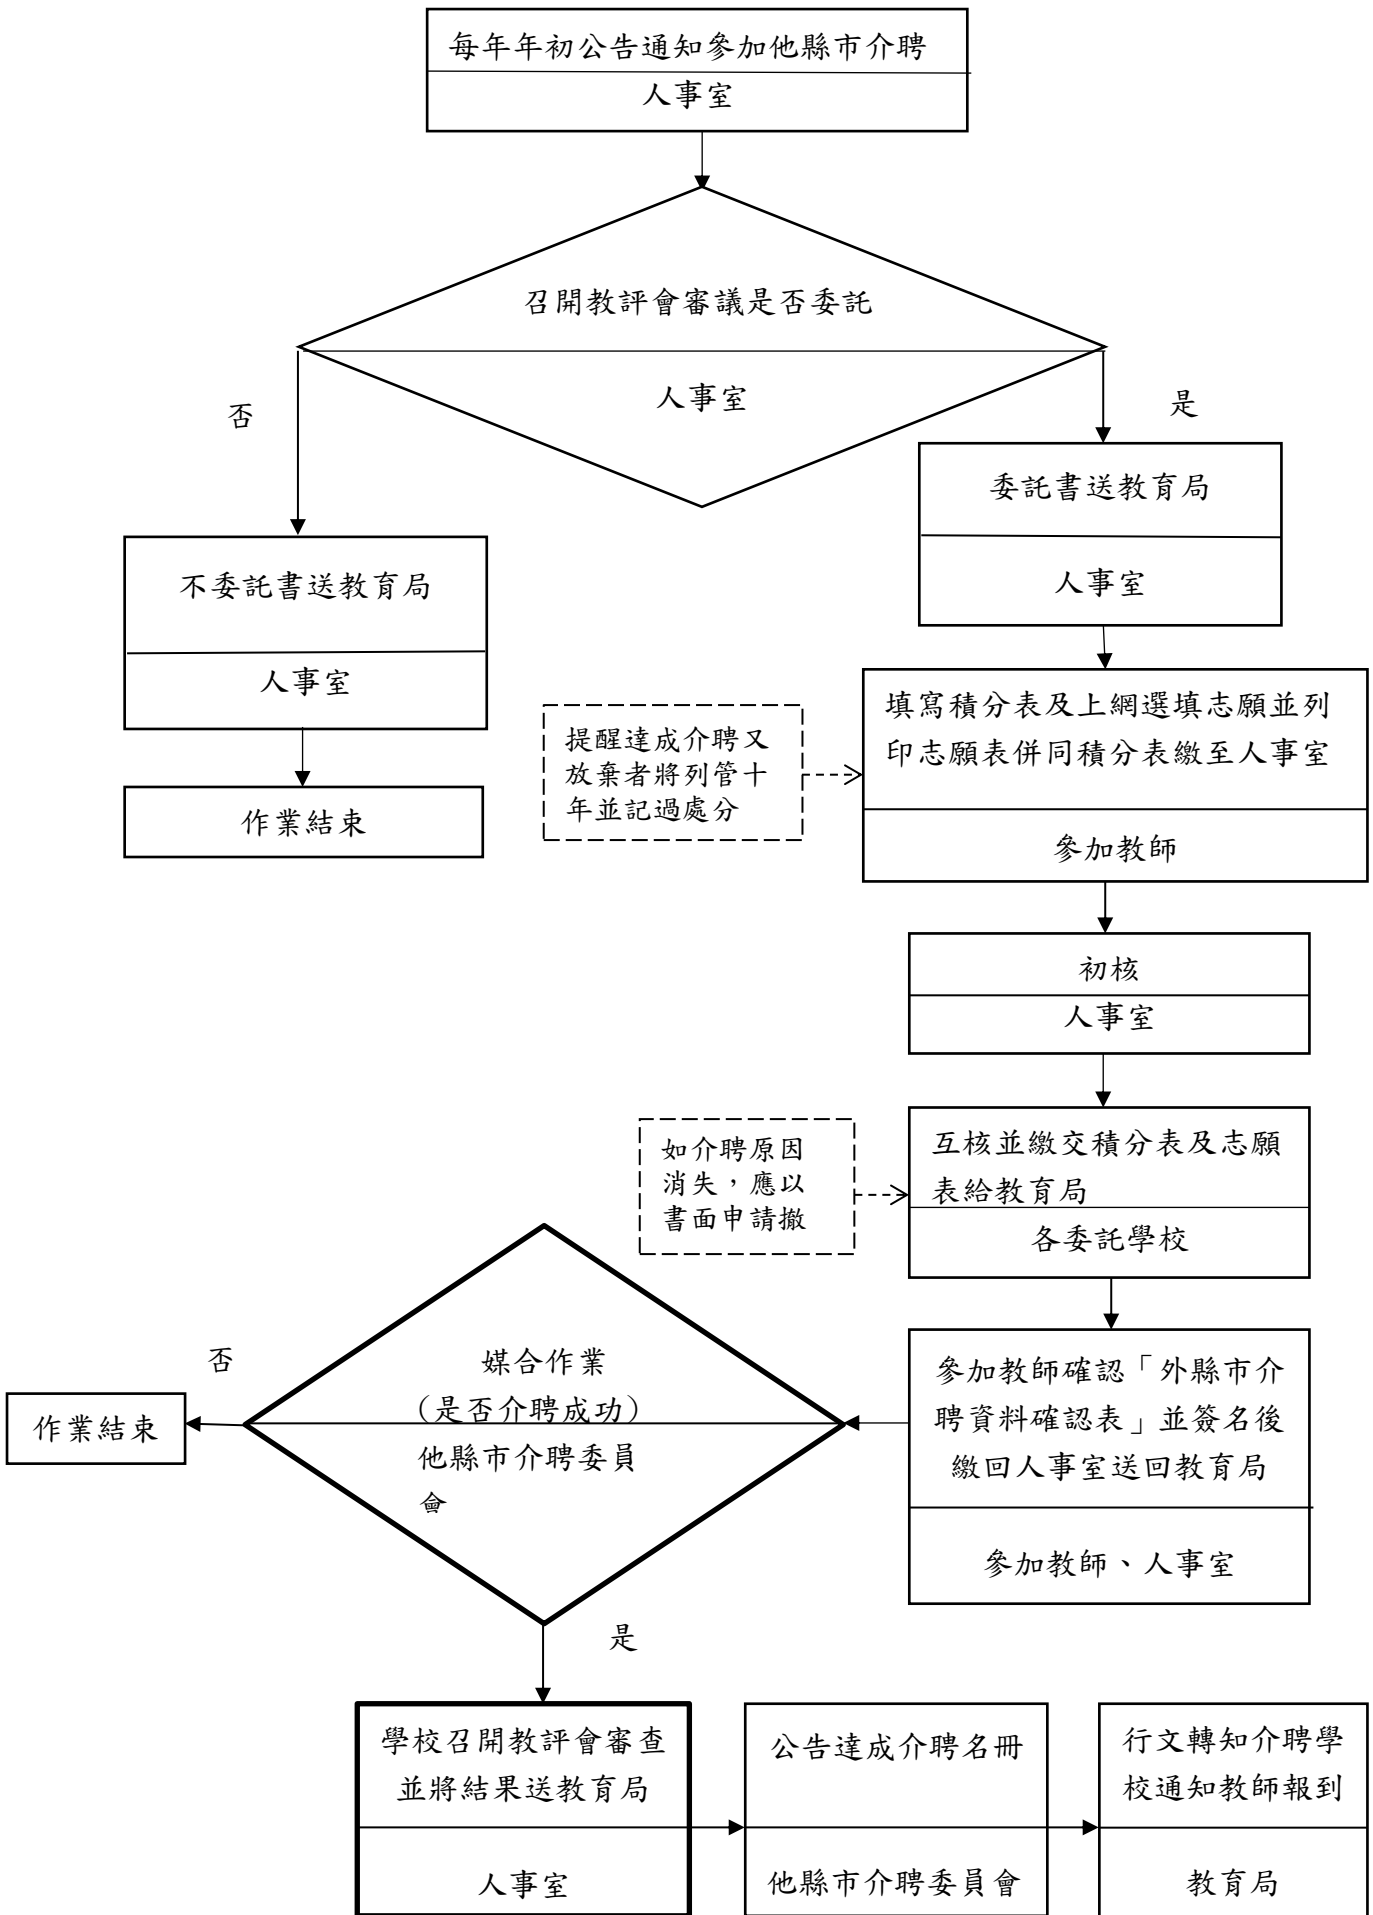 每年年初公告通知參加他縣市介聘
人事室
召開教評會審議是否委託
人事室
否
是
委託書送教育局
人事室
不委託書送教育局
人事室
作業結束
填寫積分表及上網選填志願並列
印志願表併同積分表繳至人事室
參加教師
提醒達成介聘又
放棄者將列管十
年並記過處分
初核
人事室
互核並繳交積分表及志願
表給教育局
各委託學校
如介聘原因
消失，應以
書面申請撤
參加教師確認「外縣市介
聘資料確認表」並簽名後
繳回人事室送回教育局
參加教師、人事室
媒合作業
(是否介聘成功)
他縣市介聘委員
會
否
作業結束
是
學校召開教評會審查
並將結果送教育局
人事室
公告達成介聘名冊
他縣市介聘委員會
行文轉知介聘學
校通知教師報到
教育局